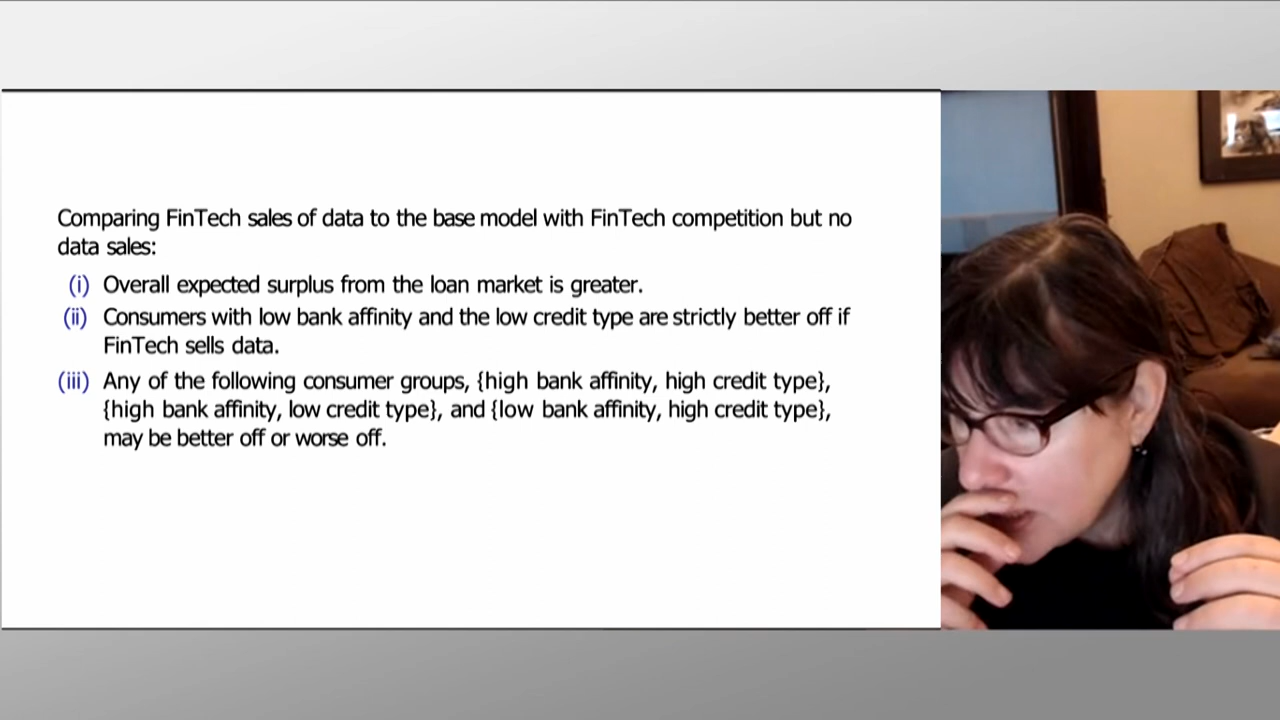 Comparing FinTech sales of data to the base model with FinTech competition but no
data sales:
(i) Overall expected surplus from the loan market is greater.
(ii) Consumers with low bank affinity and the low credit type are strictly better off if
FinTech sells data.
(iii) Any of the following consumer groups, {high bank affinity, high credit type},
{high bank affinity, low credit type}, and {low bank affinity, high credit type},
may be better off or worse off.